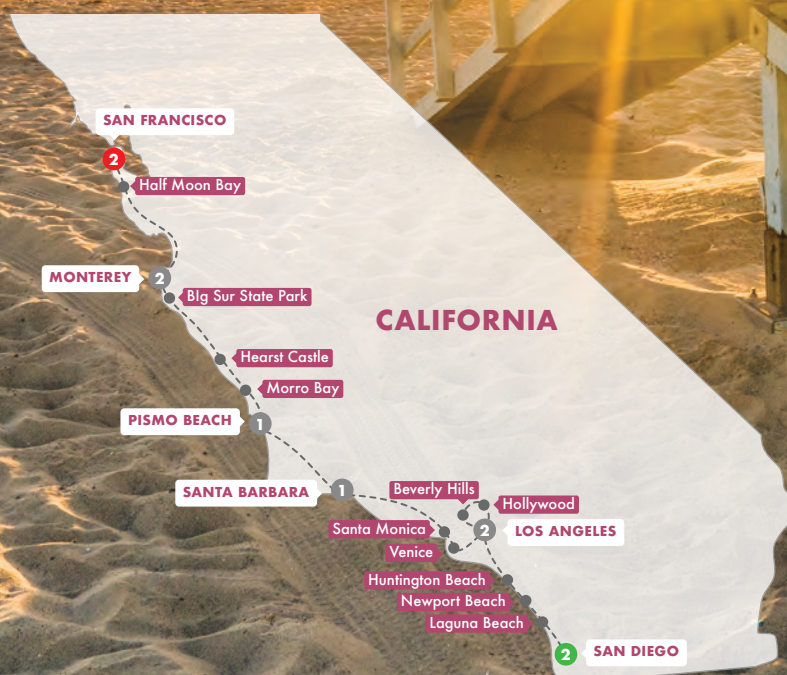 SAN FRANCISCO
2
Half Moon Bay
MONTEREY
2
BIg Sur State Park
CALIFORNIA
Hearst Castle
Morro Bay
PISMO BEACH
1
SANTA BARBARA
1
Beverly Hills
Hollywood
Santa Monica
2
LOS ANGELES
Venice
Huntington Beach
Newport Beach
Laguna Beach
2
SAN DIEGO